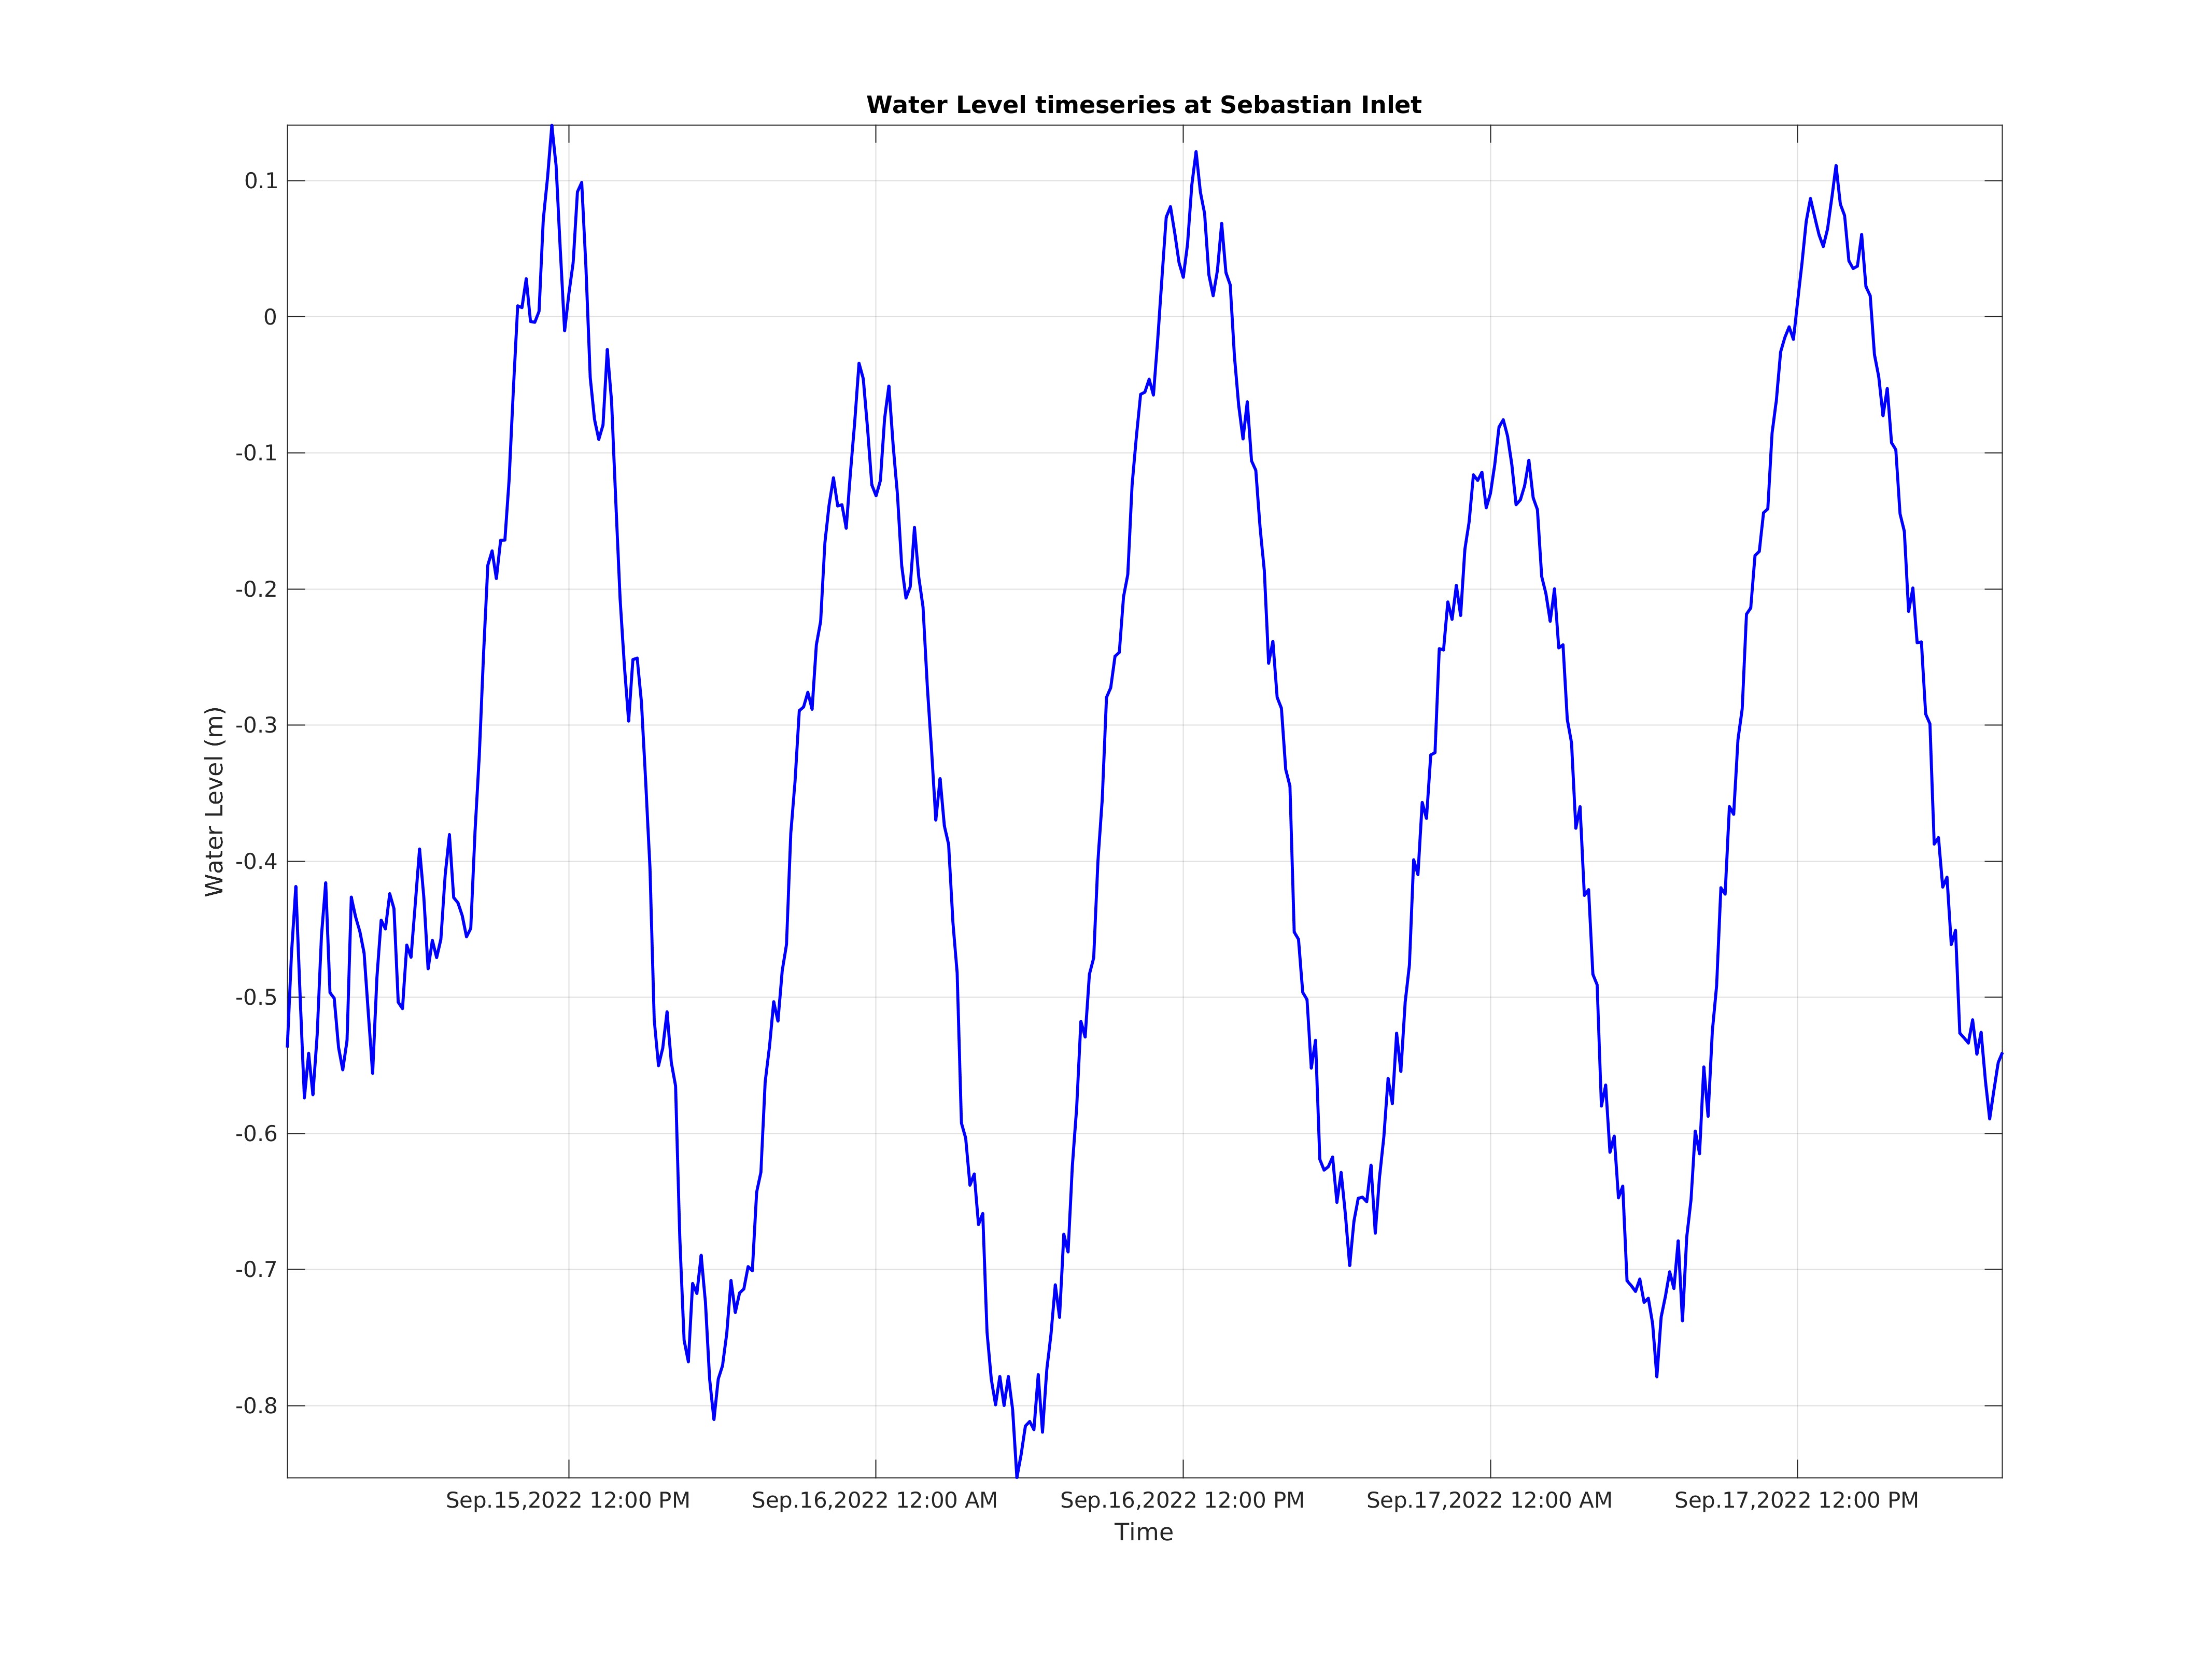 Water Level timeseries at Sebastian Inlet
0.1
0
-0.1
-0.2
-0.3
-0.4
-0.5
-0.6
-0.7
-0.8
Water Level (m)
Sep.15,2022 12:00 PM
Sep.16,2022 12:00 AM
Sep.16,2022 12:00 PM
Sep.17,2022 12:00 AM
Sep.17,2022 12:00 PM
Time